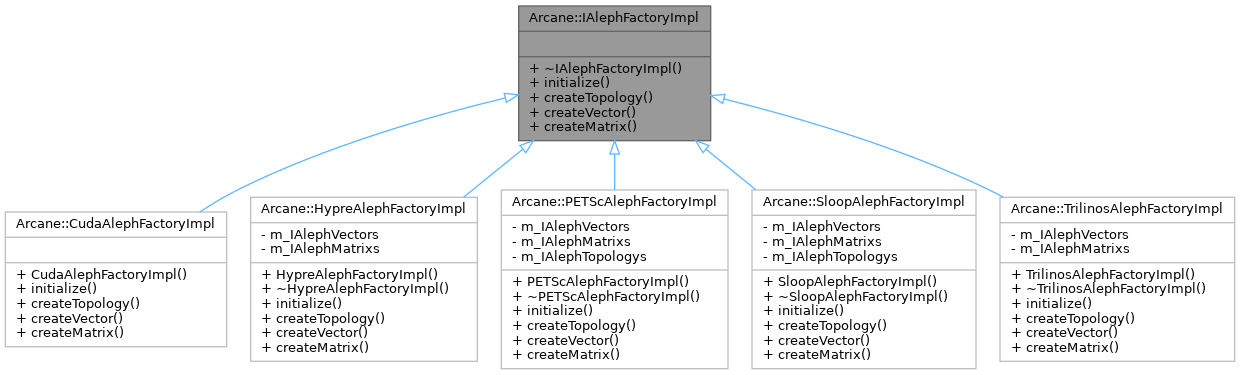 Arcane::IAlephFactoryImpl
+ ~IAlephFactoryImpl()
+ initialize()
+ createTopology()
+ createVector()
+ createMatrix()
Arcane::CudaAlephFactoryImpl
+ CudaAlephFactoryImpl()
+ initialize()
+ createTopology()
+ createVector()
+ createMatrix()
Arcane::HypreAlephFactoryImpl
- m_IAlephVectors
- m_IAlephMatrixs
+ HypreAlephFactoryImpl()
+ ~HypreAlephFactoryImpl()
+ initialize()
+ createTopology()
+ createVector()
+ createMatrix()
Arcane::PETScAlephFactoryImpl
- m_IAlephVectors
- m_IAlephMatrixs
- m_IAlephTopologys
+ PETScAlephFactoryImpl()
+ ~PETScAlephFactoryImpl()
+ initialize()
+ createTopology()
+ createVector()
+ createMatrix()
Arcane::SloopAlephFactoryImpl
- m_IAlephVectors
- m_IAlephMatrixs
- m_IAlephTopologys
+ SloopAlephFactoryImpl()
+ ~SloopAlephFactoryImpl()
+ initialize()
+ createTopology()
+ createVector()
+ createMatrix()
Arcane::TrilinosAlephFactoryImpl
- m_IAlephVectors
- m_IAlephMatrixs
+ TrilinosAlephFactoryImpl()
+ ~TrilinosAlephFactoryImpl()
+ initialize()
+ createTopology()
+ createVector()
+ createMatrix()